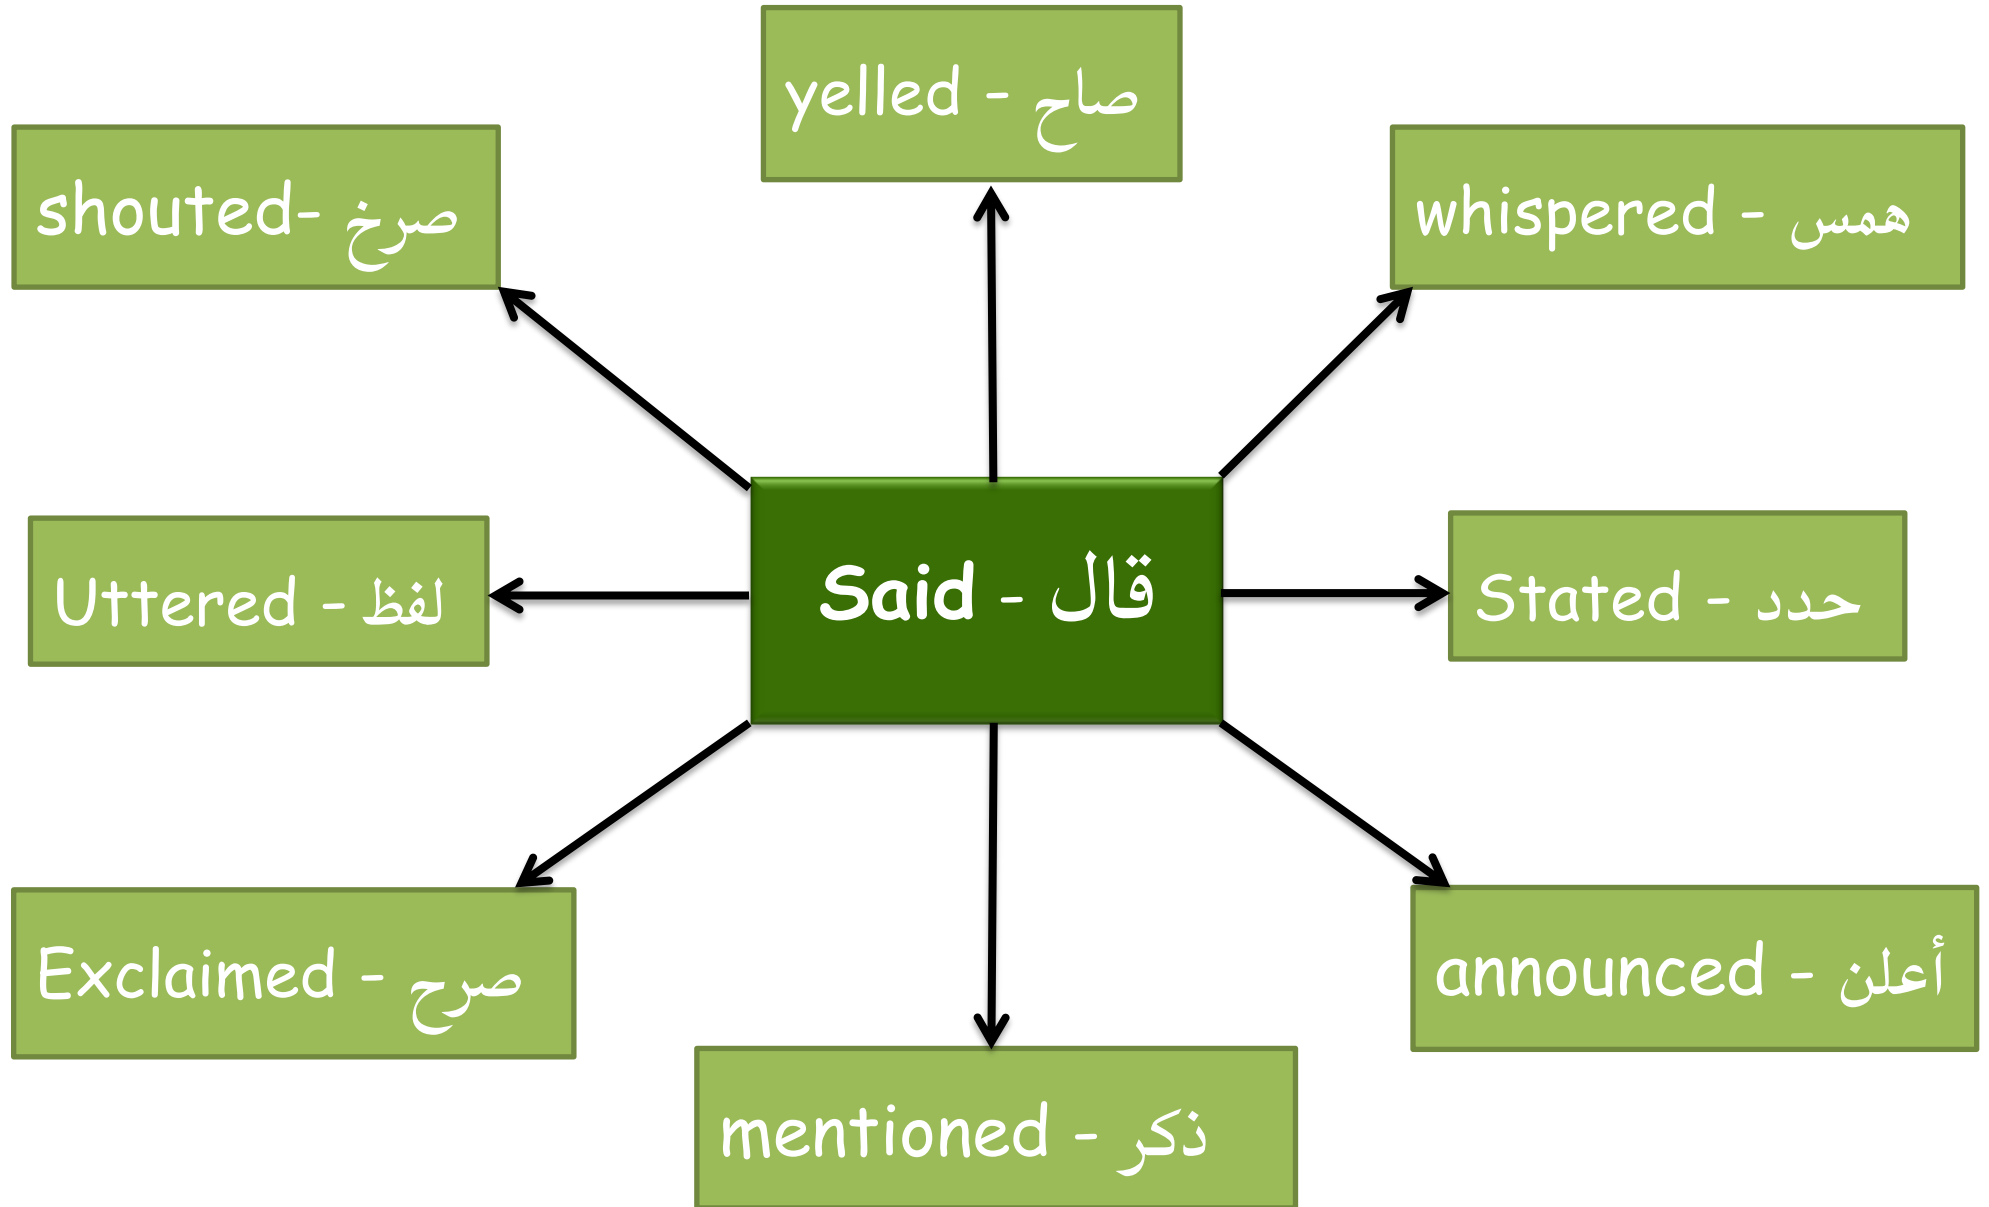 yelled - صاح
shouted- صرخ
whispered - همس
Said - قال
Uttered - لفظ
Stated - حدد
Exclaimed - صرح
announced - أعلن
mentioned - ذكر